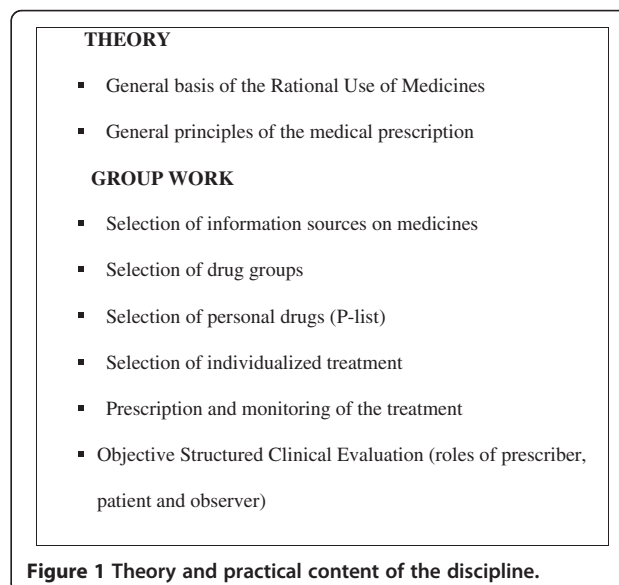 THEORY
▪ General basis of the Rational Use of Medicines
▪ General principles of the medical prescription
GROUP WORK
▪ Selection of information sources on medicines
▪ Selection of drug groups
▪ Selection of personal drugs (P-list)
▪ Selection of individualized treatment
▪ Prescription and monitoring of the treatment
▪ Objective Structured Clinical Evaluation (roles of prescriber,
patient and observer)
Figure 1 Theory and practical content of the discipline.